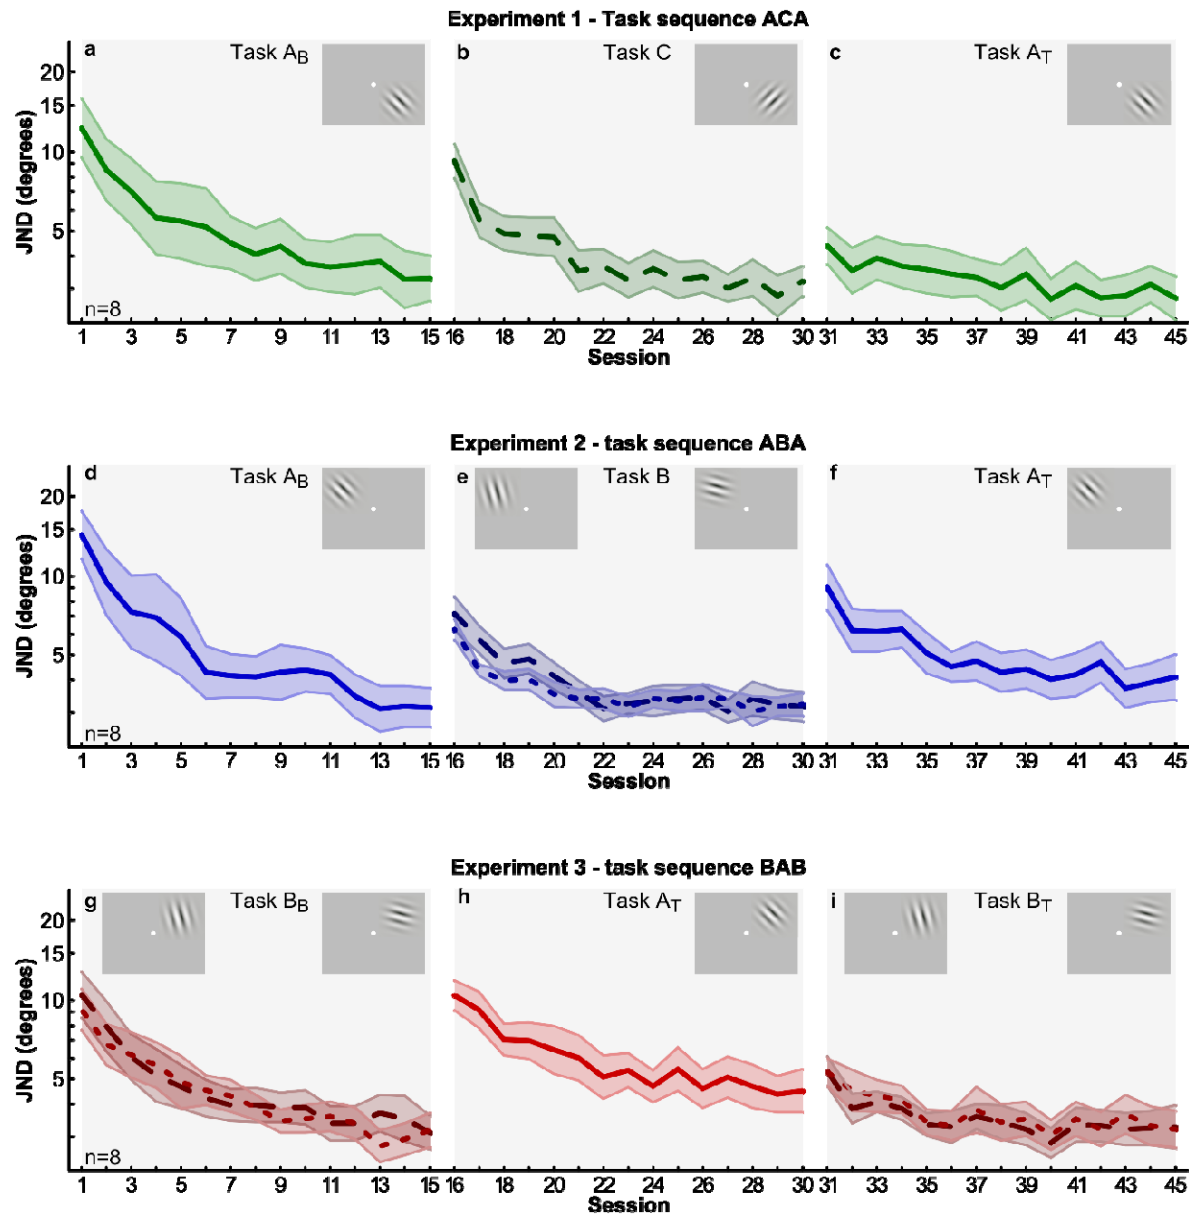 Experiment 1 - Task sequence ACA
a Task AB b Task C c Task AT
20
15
10
5
JND (degrees)
n=8
1 3 5 7 9 11 13 15 16 18 20 22 24 26 28 30 31 33 35 37 39 41 43 45
Session
Experiment 2 - task sequence ABA
d Task AB e Task B f Task AT
20
15
10
5
JND (degrees)
n=8
1 3 5 7 9 11 13 15 16 18 20 22 24 26 28 30 31 33 35 37 39 41 43 45
Session
Experiment 3 - task sequence BAB
g Task BB h Task AT i Task BT
20
15
10
5
JND (degrees)
n=8
1 3 5 7 9 11 13 15 16 18 20 22 24 26 28 30 31 33 35 37 39 41 43 45
Session